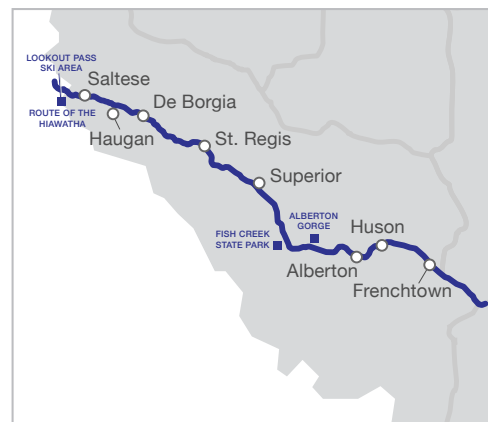 LOOKOUT PASS
SKI AREA
Saltese
ROUTE OF THE
HIAWATHA
De Borgia
Haugan
St. Regis
Superior
ALBERTON
GORGE
FISH CREEK
STATE PARK
Huson
Alberton
Frenchtown